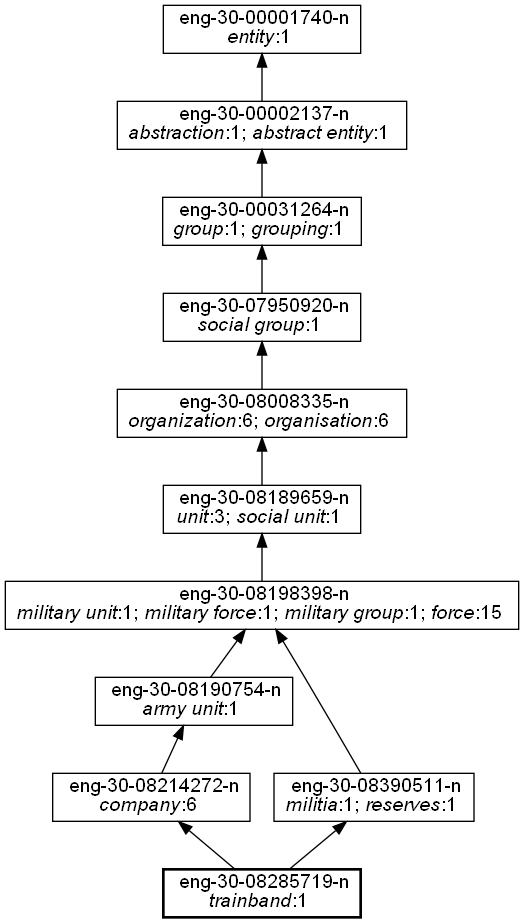 eng-30-00001740-n
entity:1
eng-30-00002137-n
abstraction:1; abstract entity:1
eng-30-00031264-n
group:1; grouping:1
eng-30-07950920-n
social group:1
eng-30-08008335-n
organization:6; organisation:6
eng-30-08189659-n
unit:3; social unit:1
eng-30-08198398-n
military unit:1; military force:1; military group:1; force:15
eng-30-08190754-n
army unit:1
eng-30-08214272-n
company:6
eng-30-08390511-n
militia:1; reserves:1
eng-30-08285719-n
trainband:1